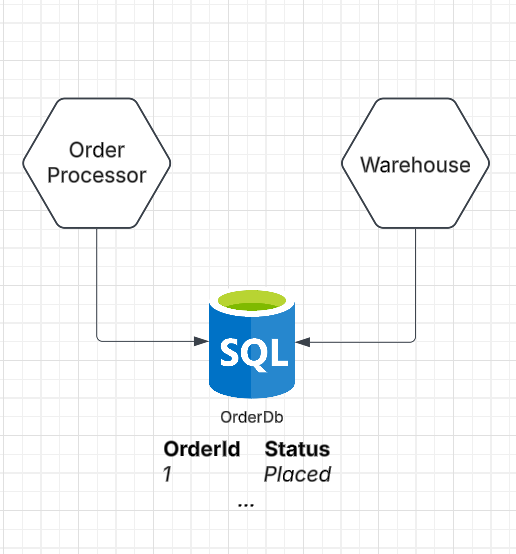 Order
Processor
Warehouse
SQL
OrderDb
OrderId Status
1 Placed
...